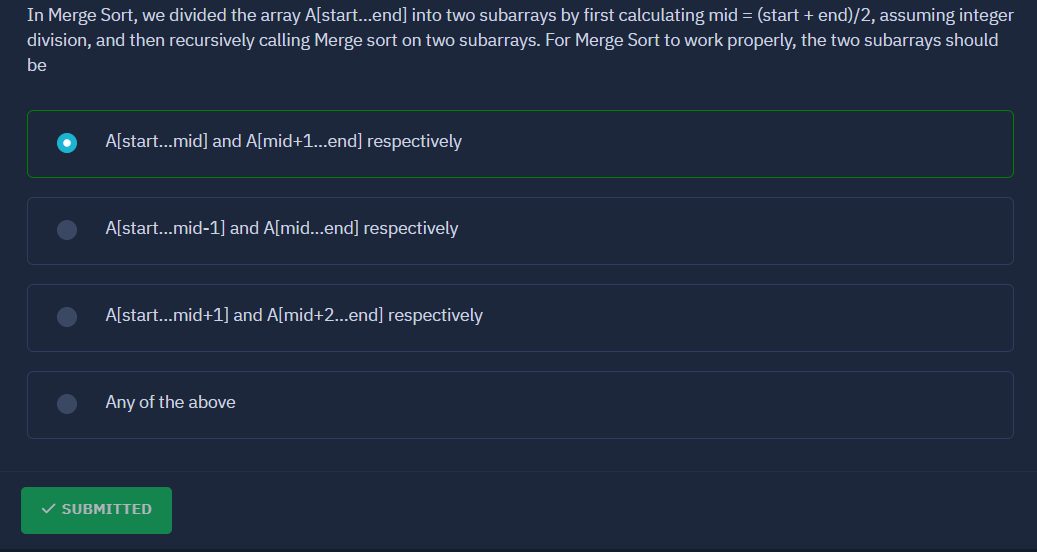 In Merge Sort, we divided the array A[start...end] into two subarrays by first calculating mid = (start + end)/2, assuming integer
division, and then recursively calling Merge sort on two subarrays. For Merge Sort to work properly, the two subarrays should
be
A[start...mid] and A[mid+1...end] respectively
A[start...mid-1] and A[mid...end] respectively
A[start...mid+1] and A[mid+2...end] respectively
Any of the above
✓ SUBMITTED